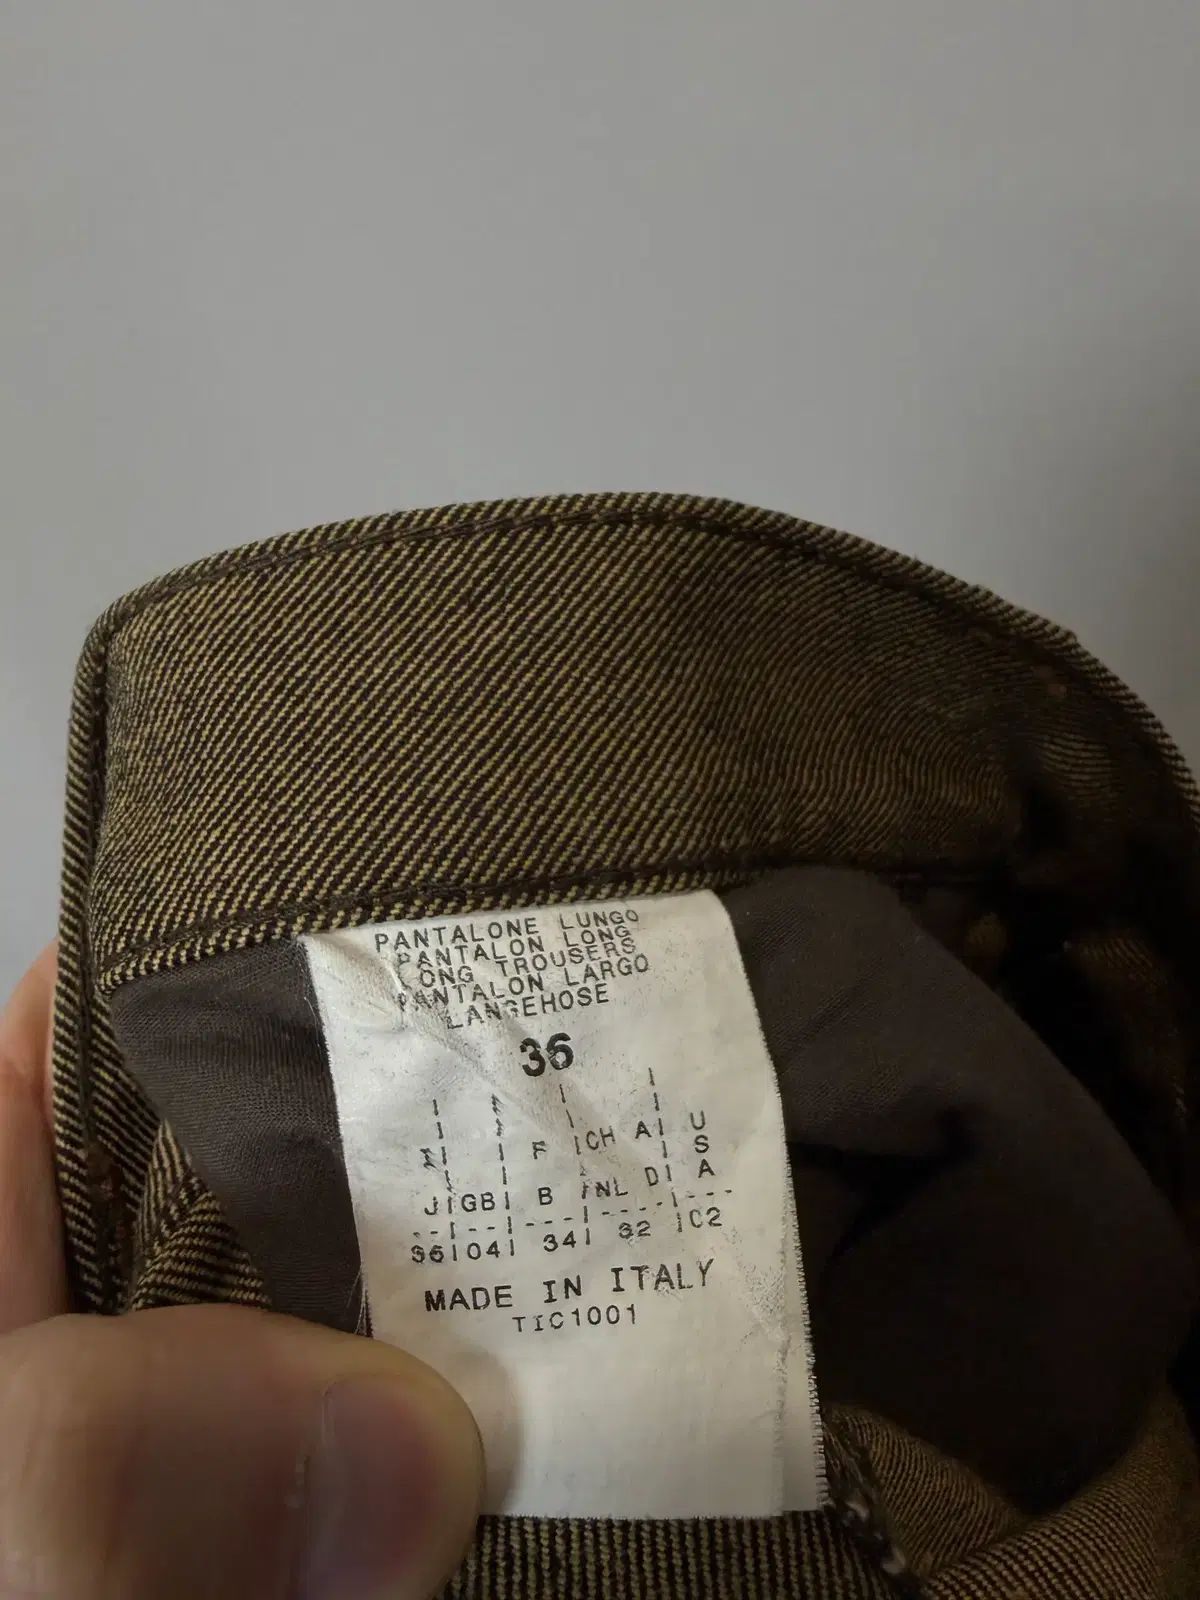 PANTALONE LUNGO
PANTALON LONG
LONG TROUSERS
PANTALON LARGO
LANGEHOSE
36
F CH A U
S
J GB B NL D A
36 04 34 32 02
MADE IN ITALY
TIC1001